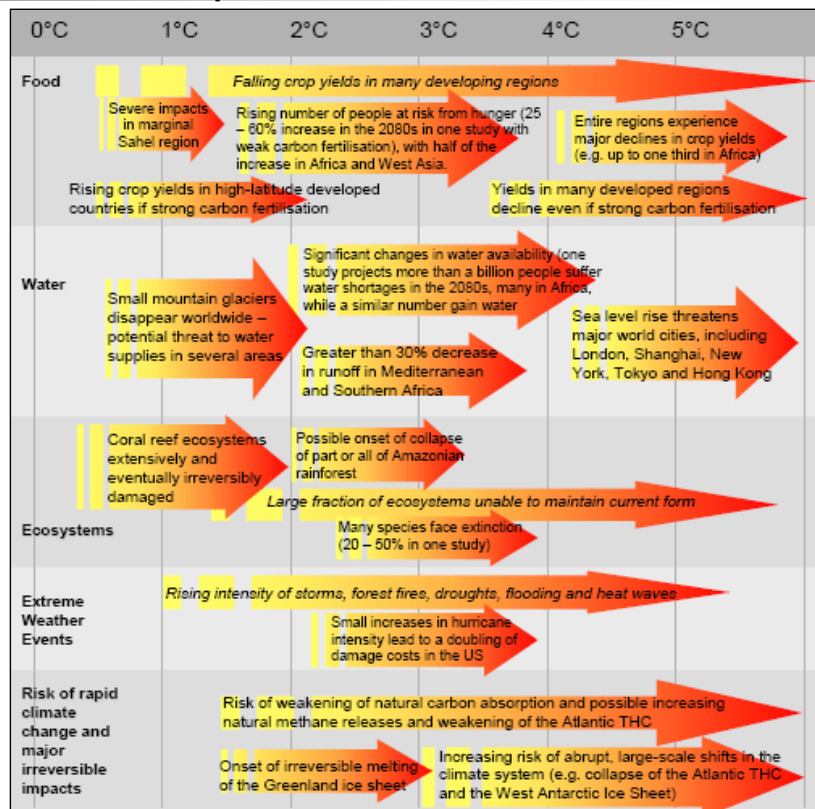 0°C 1°C 2°C 3°C 4°C 5°C
Food
Falling crop yields in many developing regions
Severe impacts
in marginal
Sahel region
Rising number of people at risk from hunger (25
– 60% increase in the 2080s in one study with
weak carbon fertilisation), with half of the
increase in Africa and West Asia.
Entire regions experience
major declines in crop yields
(e.g. up to one third in Africa)
Rising crop yields in high-latitude developed
countries if strong carbon fertilisation
Yields in many developed regions
decline even if strong carbon fertilisation
Water
Small mountain glaciers
disappear worldwide –
potential threat to water
supplies in several areas
Significant changes in water availability (one
study projects more than a billion people suffer
water shortages in the 2080s, many in Africa,
while a similar number gain water
Greater than 30% decrease
in runoff in Mediterranean
and Southern Africa
Sea level rise threatens
major world cities, including
London, Shanghai, New
York, Tokyo and Hong Kong
Ecosystems
Coral reef ecosystems
extensively and
eventually irreversibly
damaged
Possible onset of collapse
of part or all of Amazonian
rainforest
Large fraction of ecosystems unable to maintain current form
Many species face extinction
(20 – 50% in one study)
Extreme
Weather
Events
Rising intensity of storms, forest fires, droughts, flooding and heat waves
Small increases in hurricane
intensity lead to a doubling of
damage costs in the US
Risk of rapid
climate
change and
major
irreversible
impacts
Risk of weakening of natural carbon absorption and possible increasing
natural methane releases and weakening of the Atlantic THC
Onset of irreversible melting
of the Greenland ice sheet
Increasing risk of abrupt, large-scale shifts in the
climate system (e.g. collapse of the Atlantic THC
and the West Antarctic Ice Sheet)